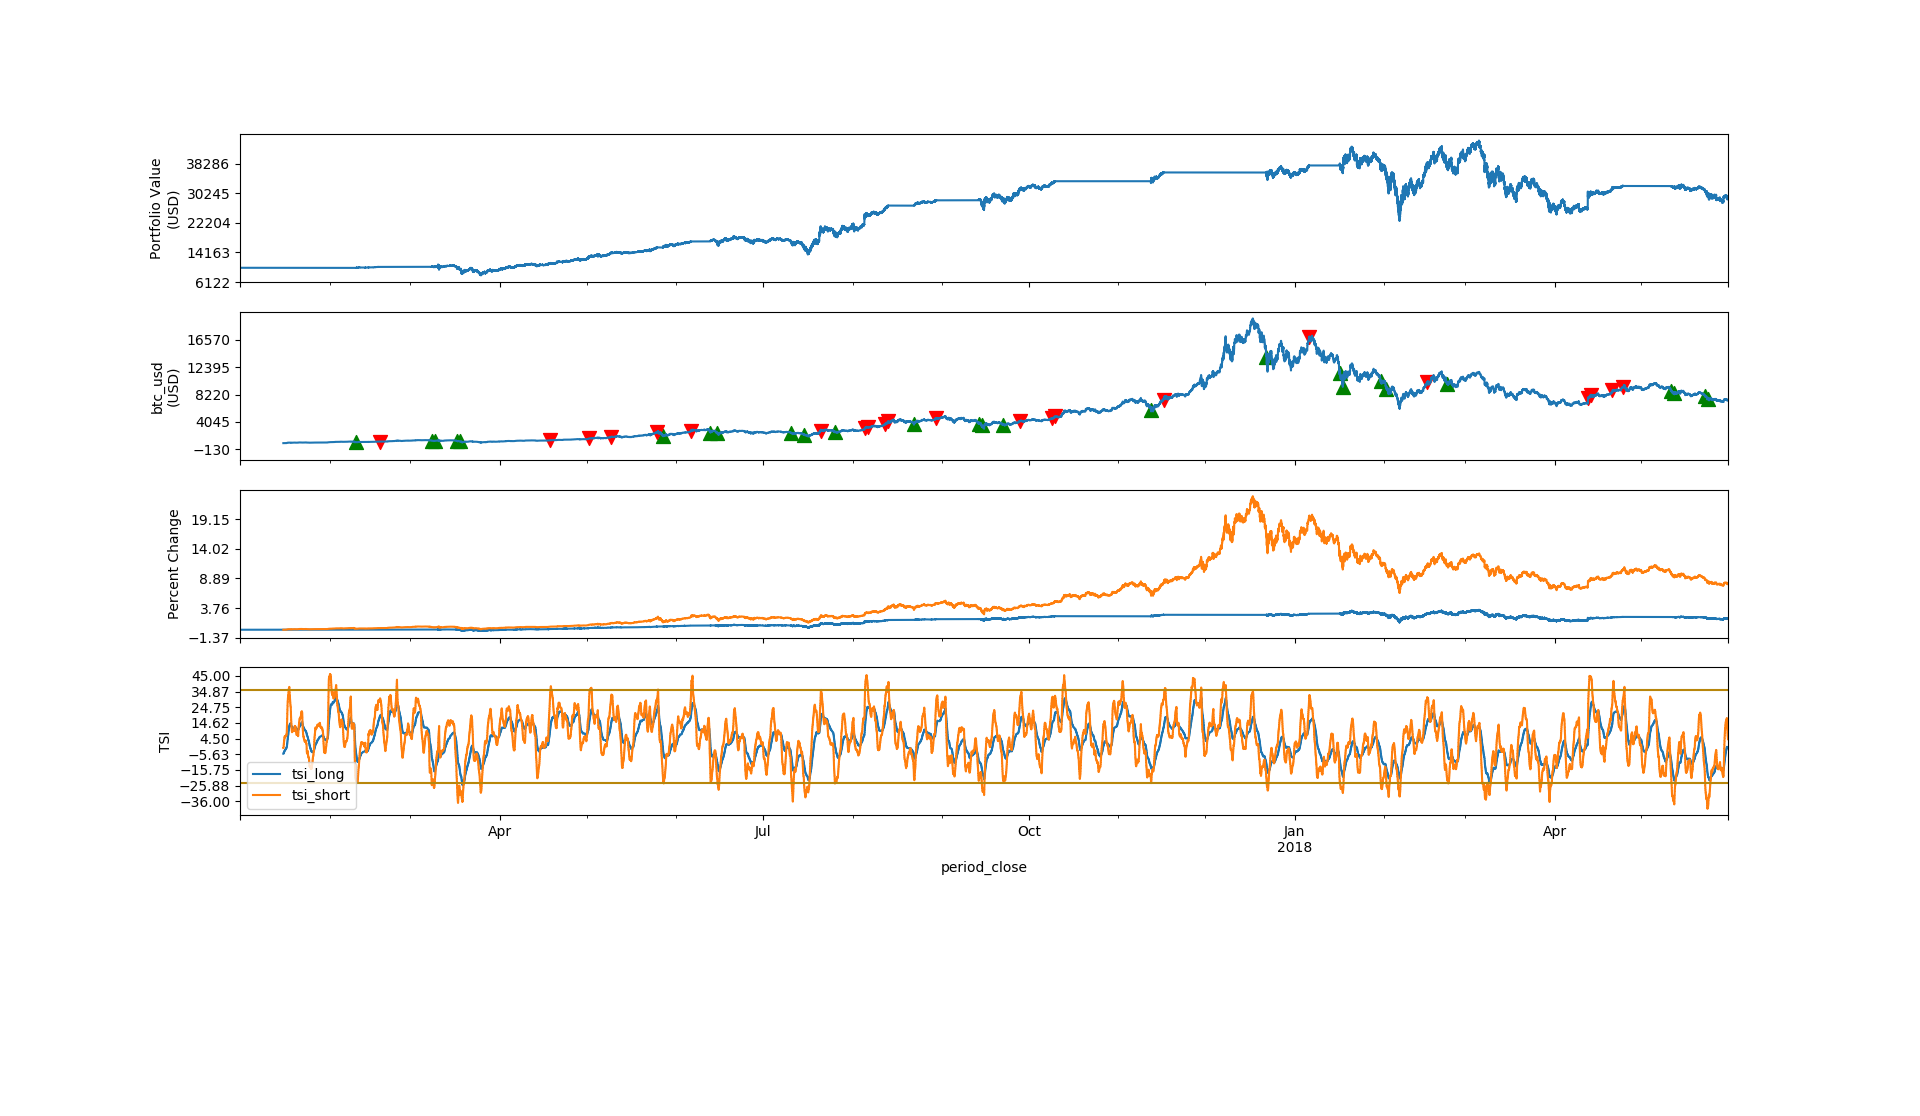 Portfolio Value
(USD)
38286
30245
22204
14163
6122
btc_usd
(USD)
16570
12395
8220
4045
−130
Percent Change
19.15
14.02
8.89
3.76
−1.37
TSI
45.00
34.87
24.75
14.62
4.50
−5.63
−15.75
−25.88
−36.00
tsi_long
tsi_short
Apr
Jul
Oct
Jan
2018
Apr
period_close